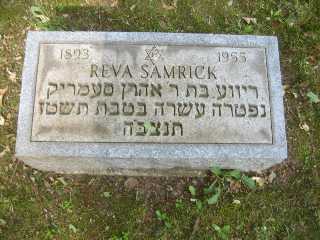 1893 1955
REVA SAMRICK
ריווע בת ר אהרן סעמריק
נפטרה עשרה בטבת תשטז
תנצבה